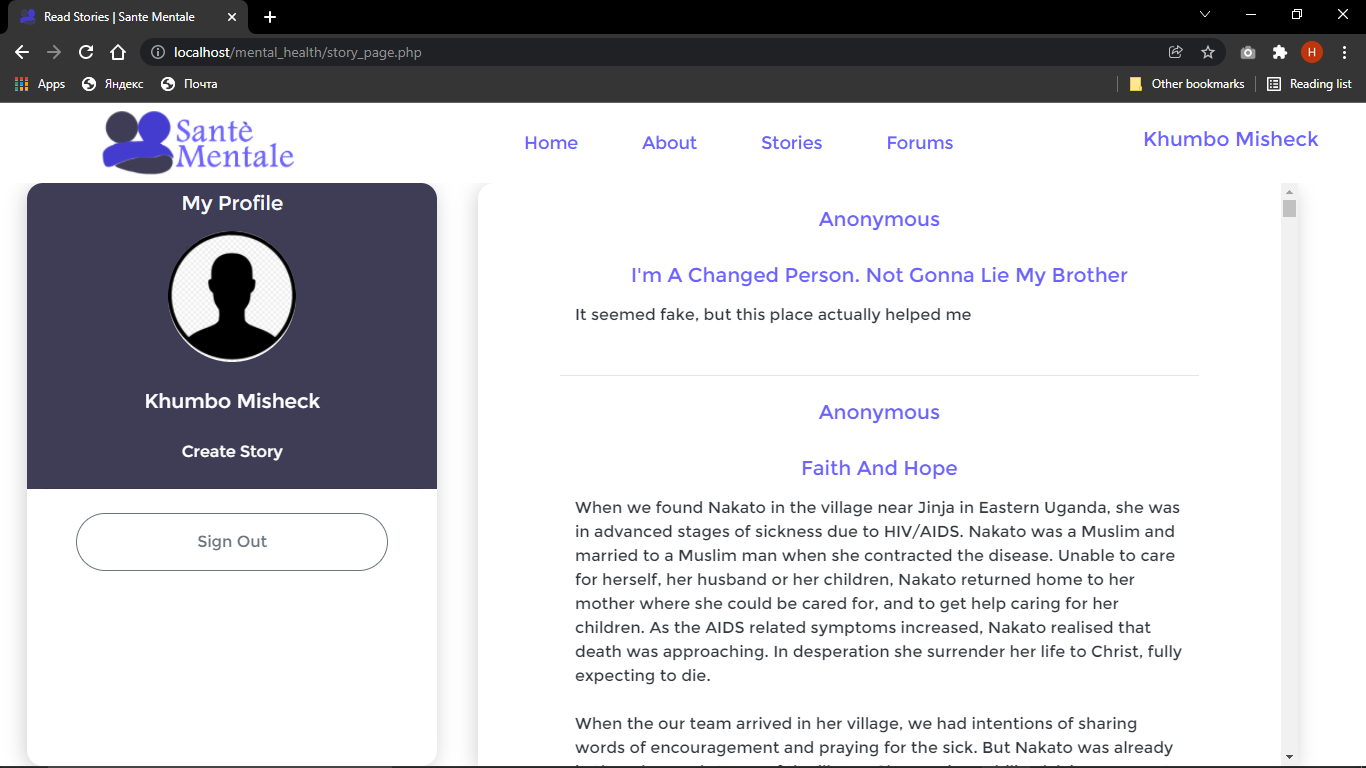 Read Stories | Sante Mentale
localhost/mental_health/story_page.php
H
Apps
Яндекс
Почта
Other bookmarks
Reading list
Santè
Mentale
Home
About
Stories
Forums
Khumbo Misheck
My Profile
Khumbo Misheck
Create Story
Sign Out
Anonymous
I'm A Changed Person. Not Gonna Lie My Brother
It seemed fake, but this place actually helped me
Anonymous
Faith And Hope
When we found Nakato in the village near Jinja in Eastern Uganda, she was
in advanced stages of sickness due to HIV/AIDS. Nakato was a Muslim and
married to a Muslim man when she contracted the disease. Unable to care
for herself, her husband or her children, Nakato returned home to her
mother where she could be cared for, and to get help caring for her
children. As the AIDS related symptoms increased, Nakato realised that
death was approaching. In desperation she surrender her life to Christ, fully
expecting to die.
When the our team arrived in her village, we had intentions of sharing
words of encouragement and praying for the sick. But Nakato was already